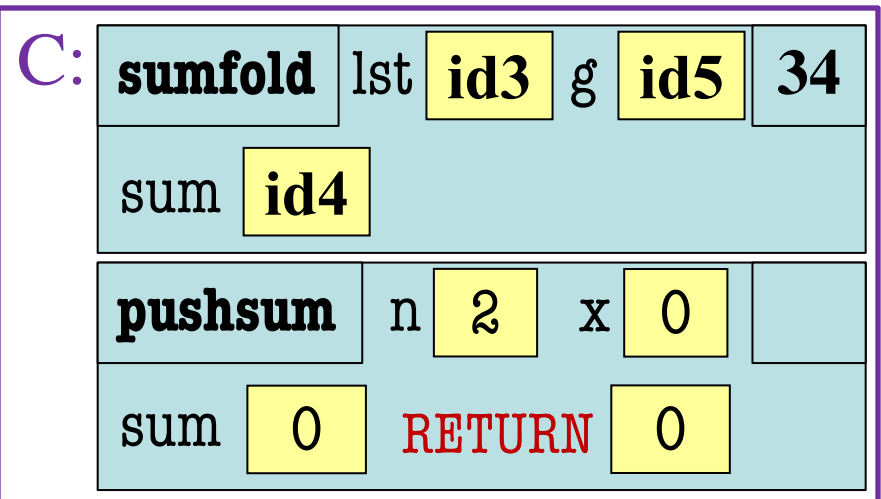 C: sumfold lst id3 g id5 34
sum id4
pushsum n 2 x 0
sum 0 RETURN 0